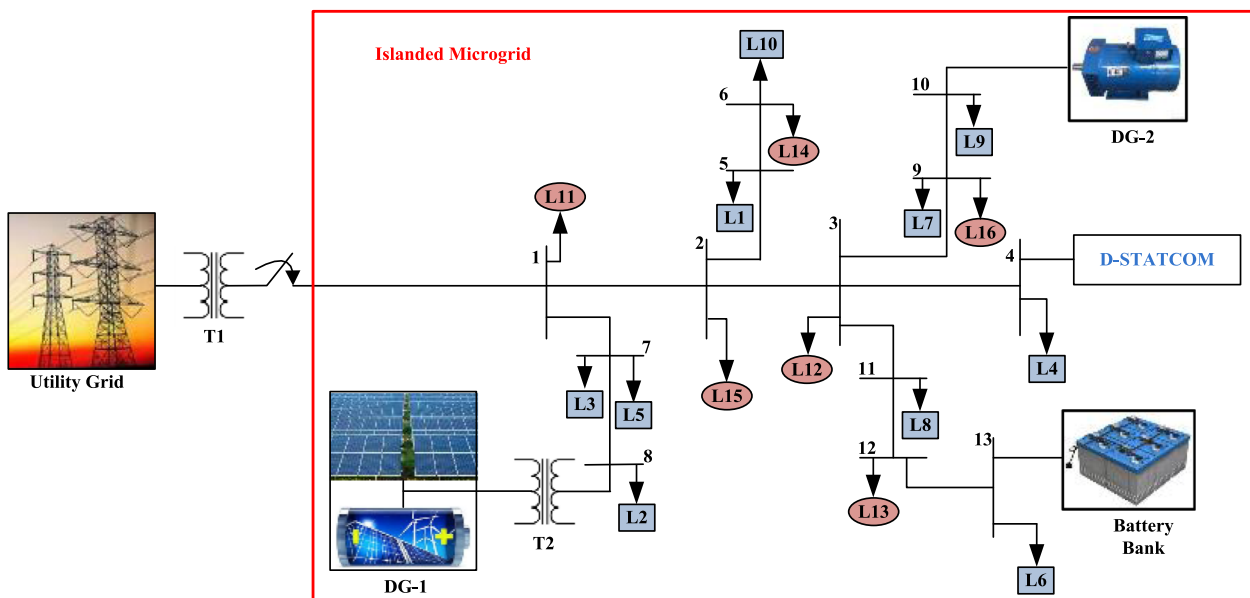 Islanded Microgrid
L10
6
10
L14
L9
DG-2
5
9
L11
L1
L7
L16
1
2
3
4
D-STATCOM
T1
Utility Grid
7
L3
L5
L15
L12
L4
11
L8
8
12
13
L2
L13
T2
DG-1
L6
Battery
Bank